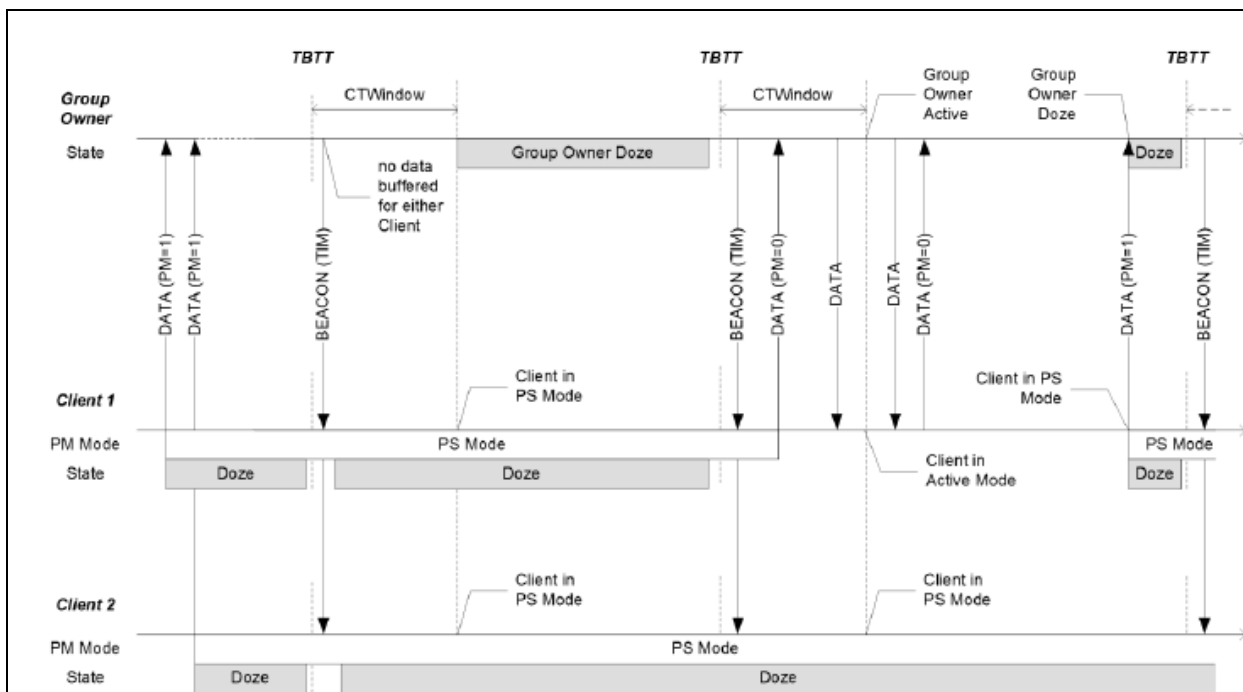 TBTT TBTT TBTT
CTWindow CTWindow
Group
Owner
Active
Group
Owner
Doze
Group
Owner
State
Group Owner Doze
Doze
no data
buffered
for either
Client
DATA (PM=1)
DATA (PM=1)
BEACON (TIM)
BEACON (TIM)
DATA (PM=0)
DATA
DATA
DATA (PM=0)
DATA (PM=1)
BEACON (TIM)
Client in
PS Mode
Client in PS
Mode
Client 1
PM Mode
PS Mode
PS Mode
State
Doze
Doze
Doze
Client in
Active Mode
Client in
PS Mode
Client in
PS Mode
Client 2
PM Mode
PS Mode
State
Doze
Doze